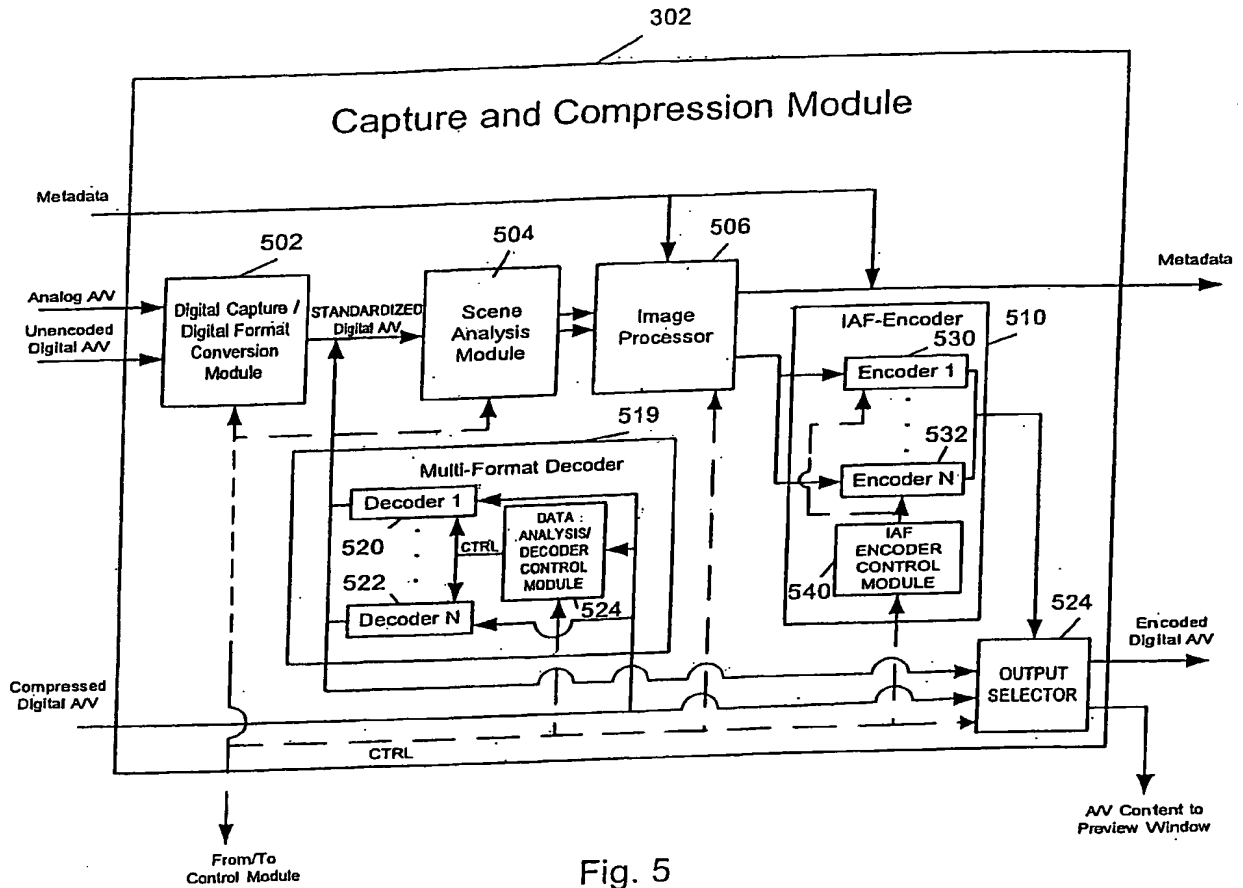 302
Capture and Compression Module
Metadata
502
504
506
Metadata
Analog A/V
Unencoded
Digital A/V
Digital Capture /
Digital Format
Conversion
Module
STANDARDIZED
Digital A/V
Scene
Analysis
Module
Image
Processor
IAF-Encoder
510
530
Encoder 1
532
Encoder N
IAF
ENCODER
CONTROL
MODULE
540
519
Multi-Format Decoder
Decoder 1
520
CTRL
DATA
ANALYSIS/
DECODER
CONTROL
MODULE
522
524
Decoder N
524
Encoded
Digital A/V
OUTPUT
SELECTOR
Compressed
Digital A/V
CTRL
A/V Content to
Preview Window
From/To
Control Module
Fig. 5